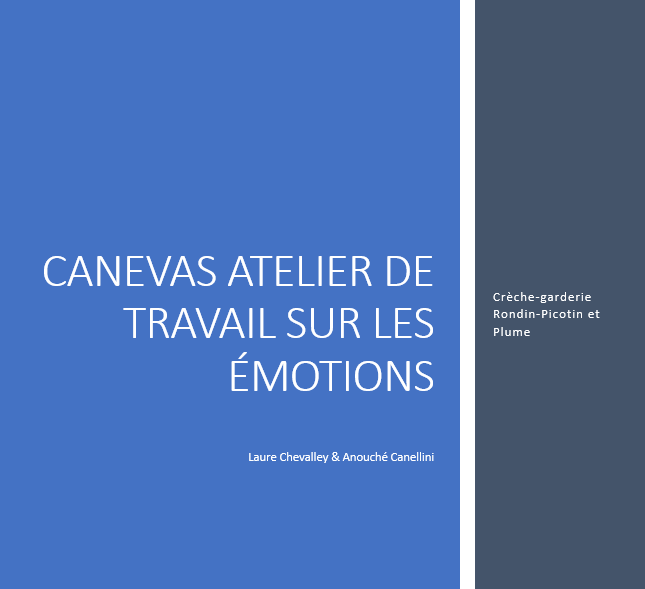 CANEVAS ATELIER DE
TRAVAIL SUR LES
ÉMOTIONS
Laure Chevalley & Anouché Canellini
Crèche-garderie
Rondin-Picotin et
Plume